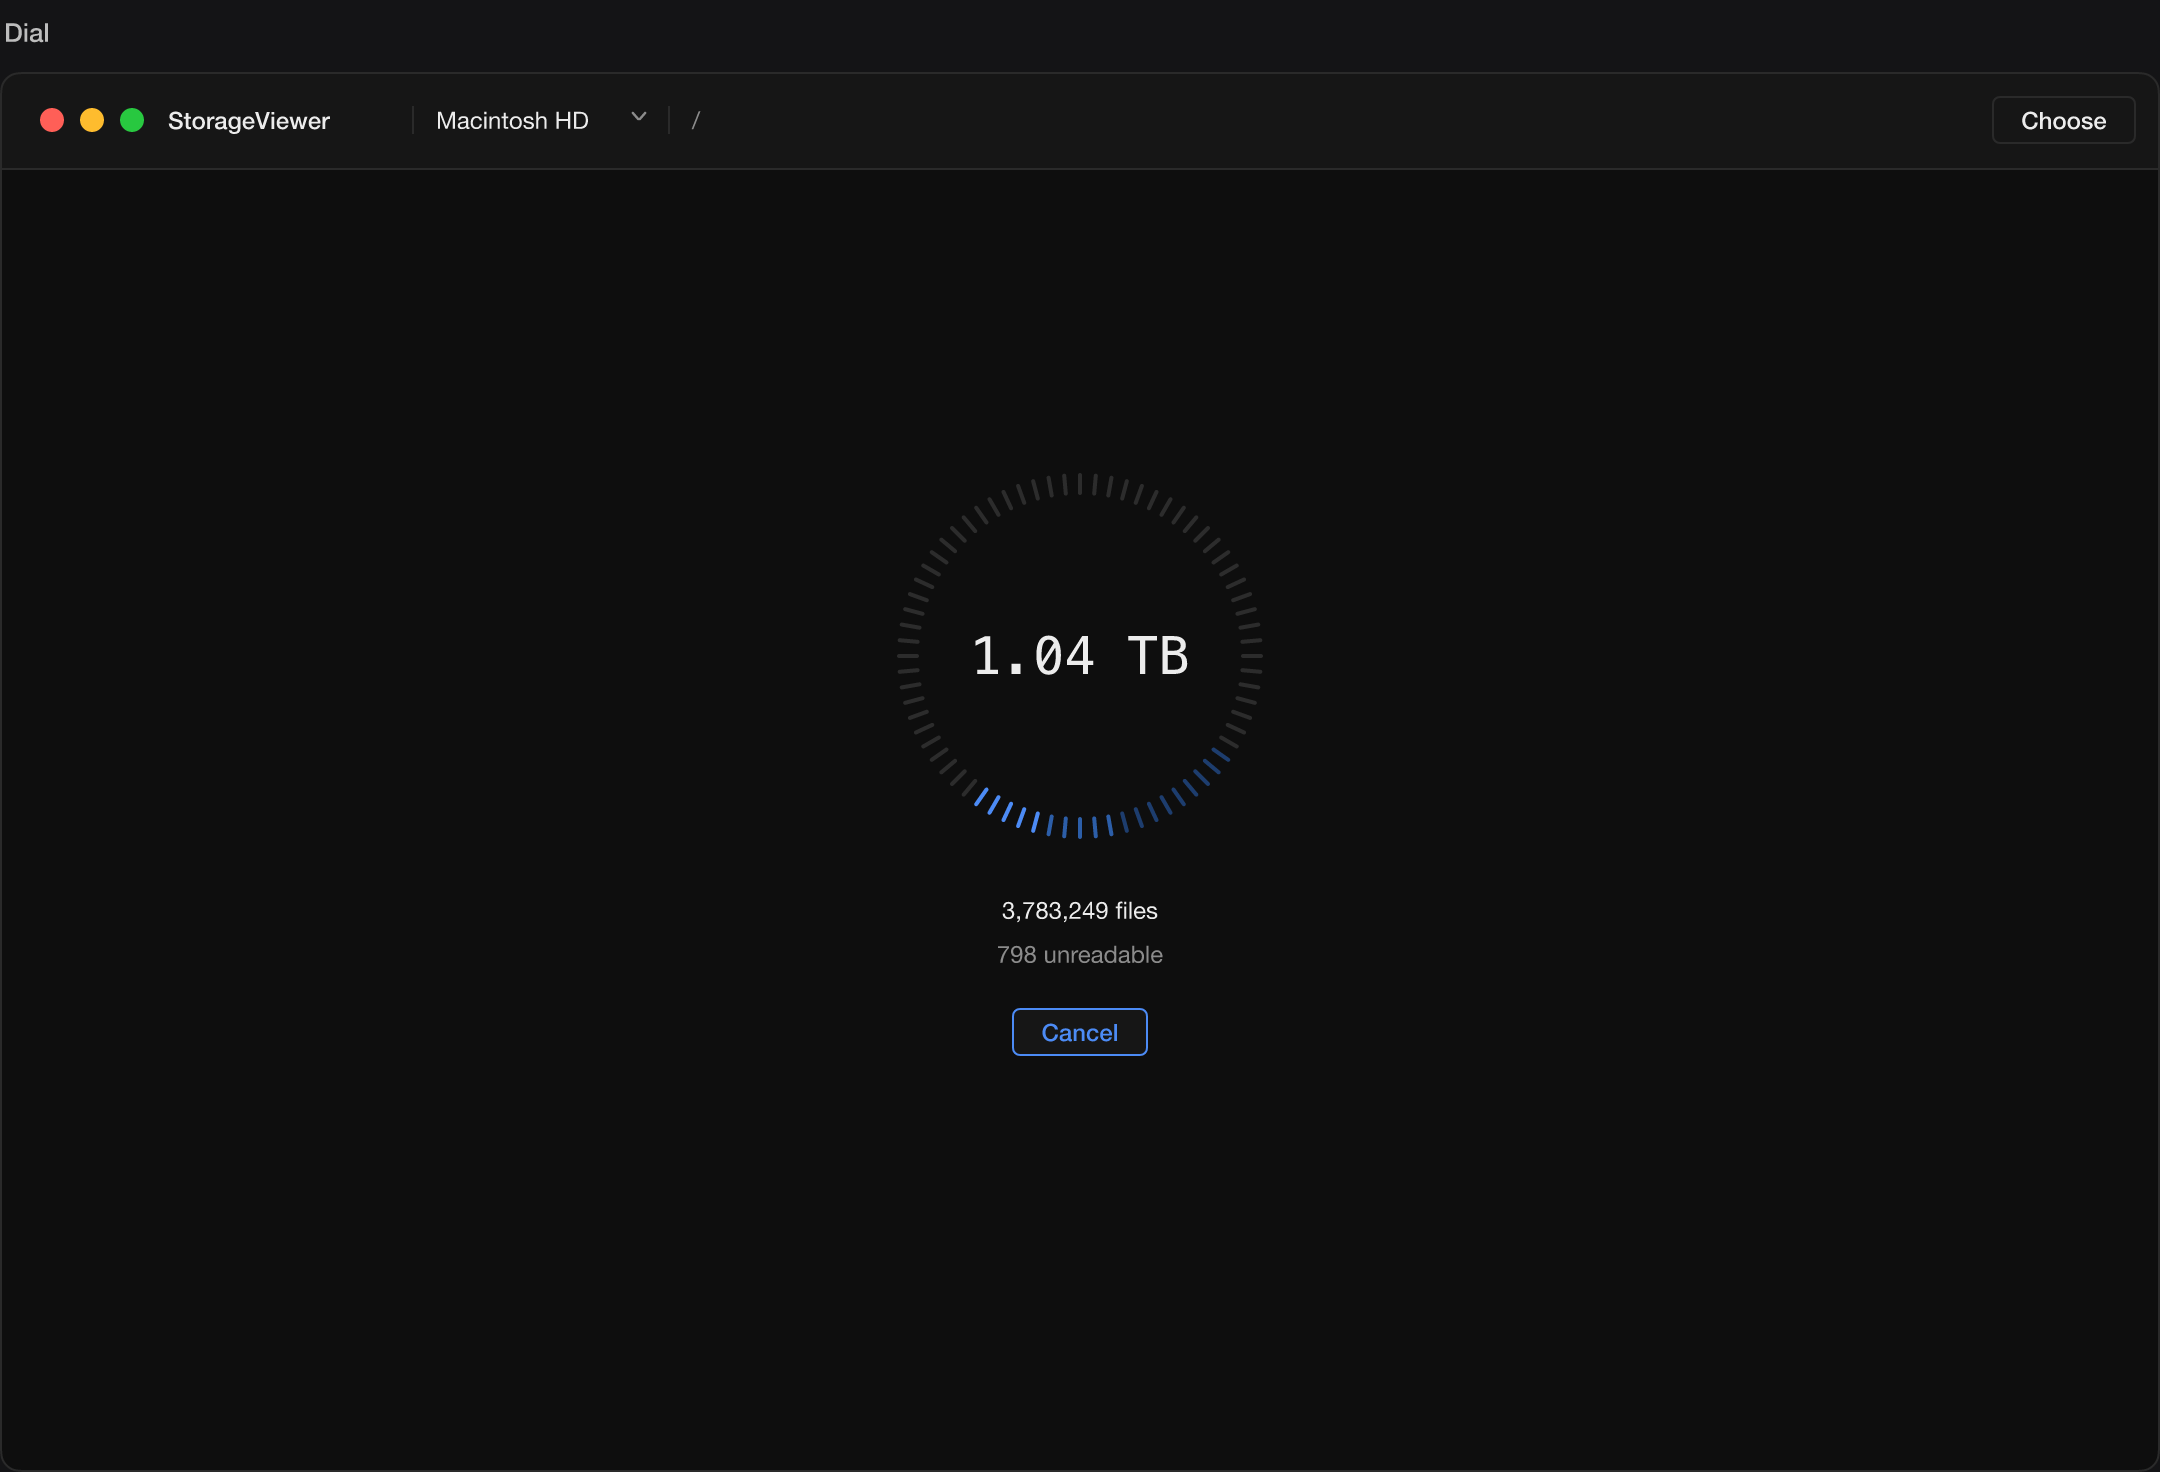 Dial
StorageViewer
Macintosh HD
/
Choose
1.04 TB
3,783,249 files
798 unreadable
Cancel